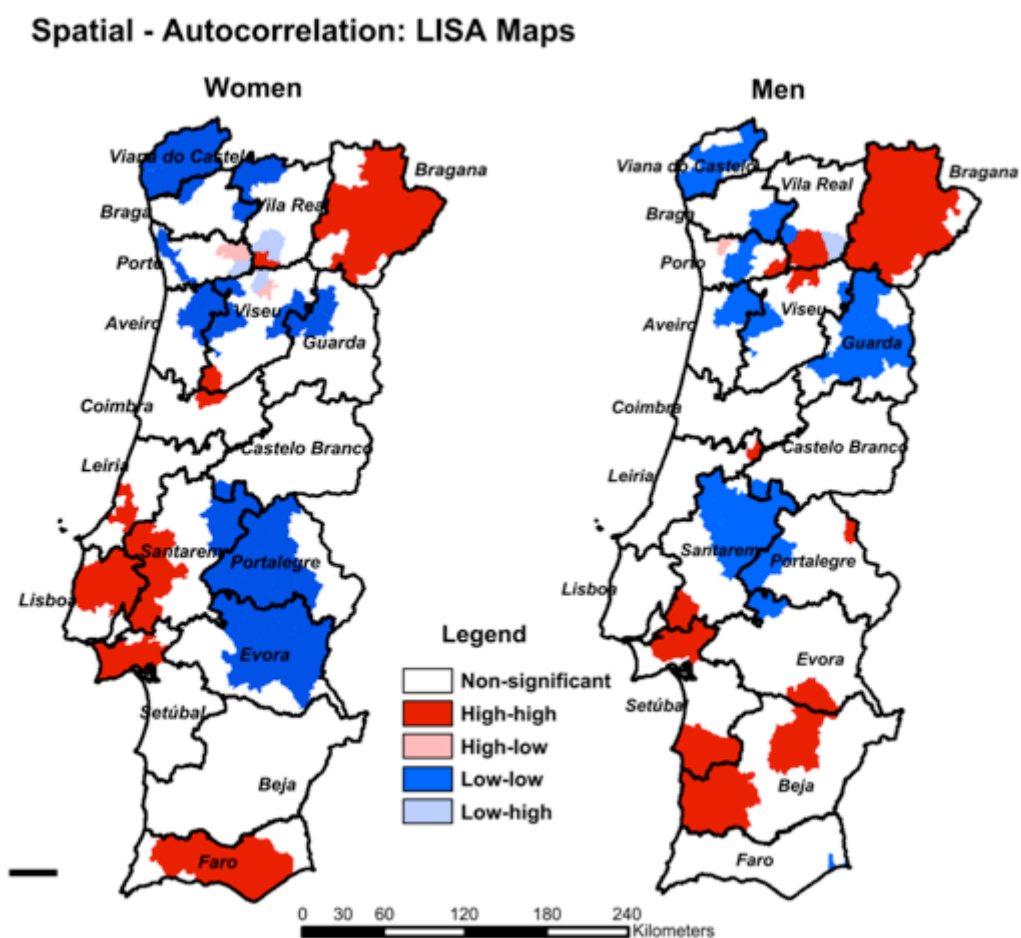 Spatial - Autocorrelation: LISA Maps
Women
Men
Viana do Castelo
Bragana
Vila Real
Braga
Porto
Viseu
Aveiro
Guarda
Coimbra
Castelo Branco
Leiria
Santarem
Portalegre
Lisboa
Evora
Setúbal
Beja
Faro
Viana do Castelo
Bragana
Vila Real
Braga
Porto
Viseu
Aveiro
Guarda
Coimbra
Castelo Branco
Leiria
Santarem
Portalegre
Lisboa
Evora
Setúbal
Beja
Faro
Legend
Non-significant
High-high
High-low
Low-low
Low-high
0 30 60 120 180 240
Kilometers